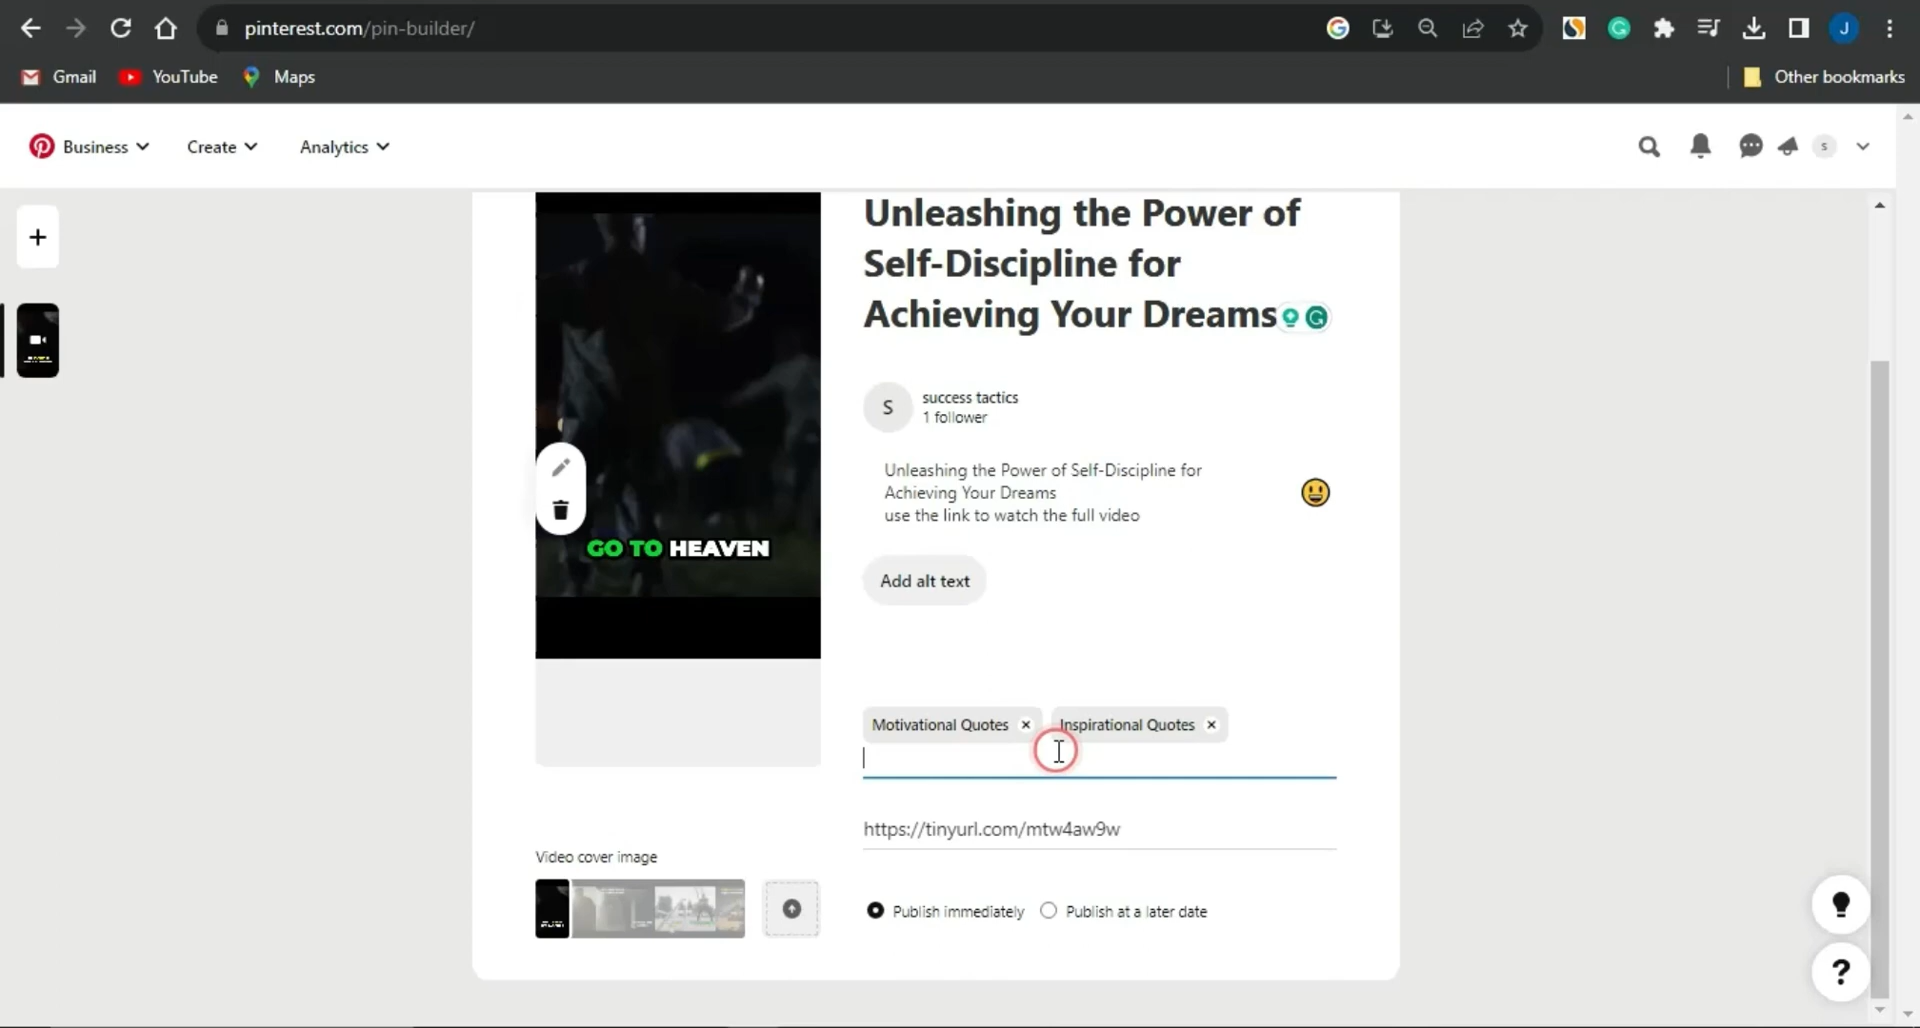 pinterest.com/pin-builder/
J
Gmail
YouTube
Maps
Other bookmarks
Business
Create
Analytics
s
Unleashing the Power of
Self-Discipline for
Achieving Your Dreams
S
success tactics
1 follower
Unleashing the Power of Self-Discipline for
Achieving Your Dreams
use the link to watch the full video
GO TO HEAVEN
Add alt text
Motivational Quotes ×
Inspirational Quotes ×
https://tinyurl.com/mtw4aw9w
Video cover image
Publish immediately
Publish at a later date
?